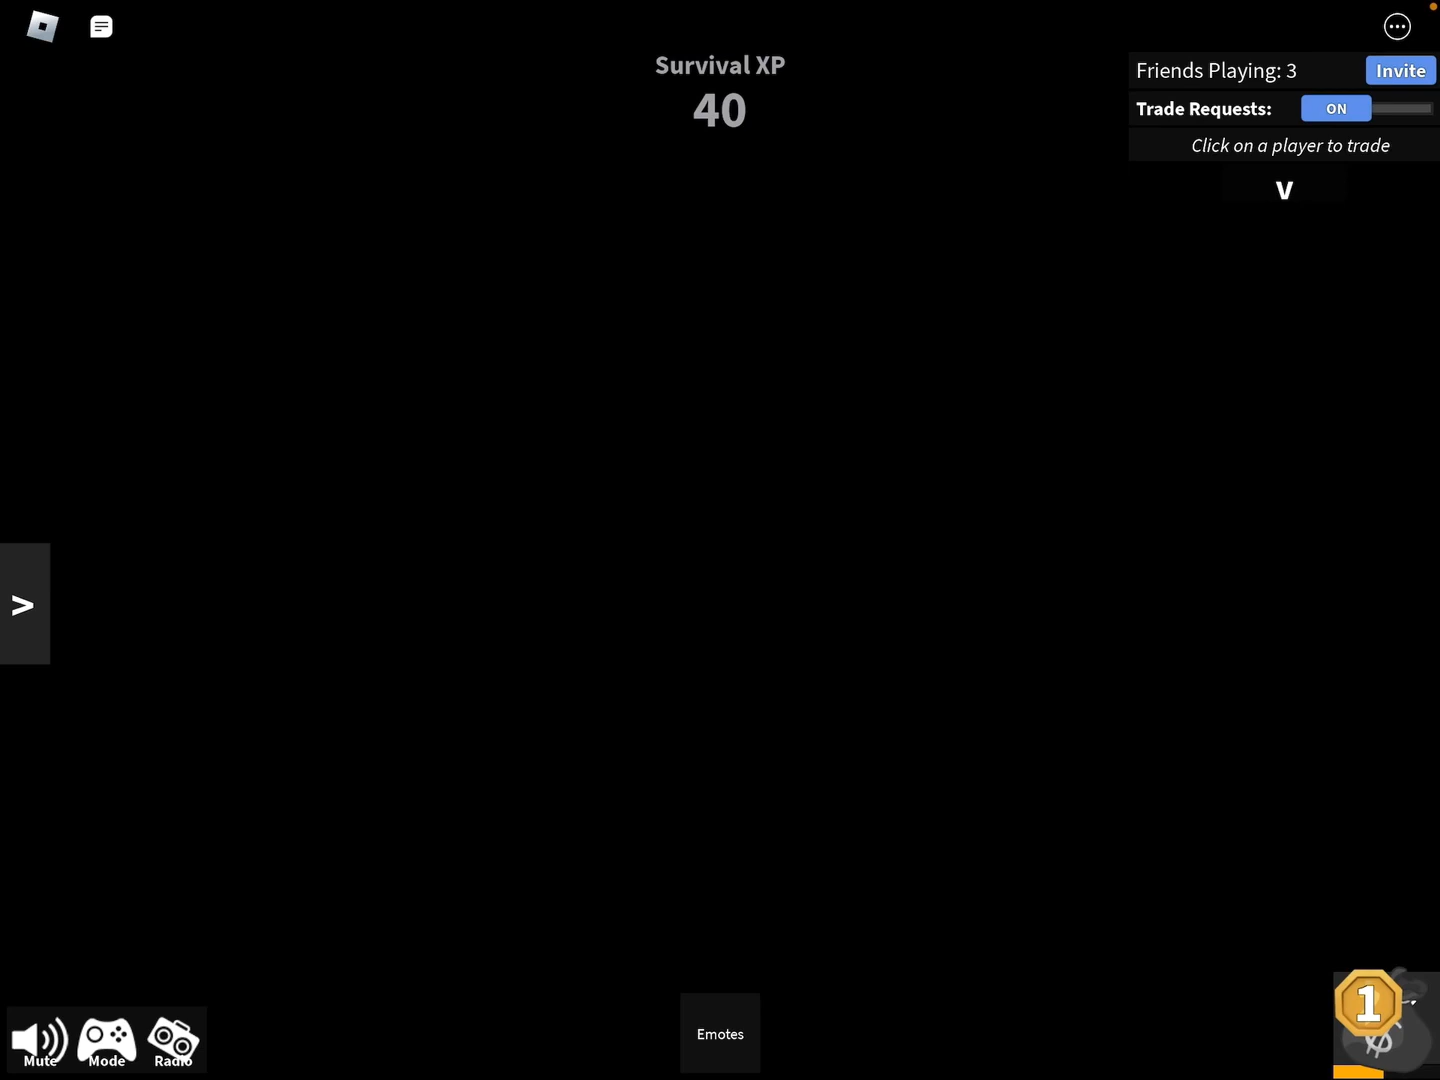 Survival XP
40
Friends Playing: 3
Invite
Trade Requests:
ON
Click on a player to trade
v
>
Mute
Mode
Radio
Emotes
1
$